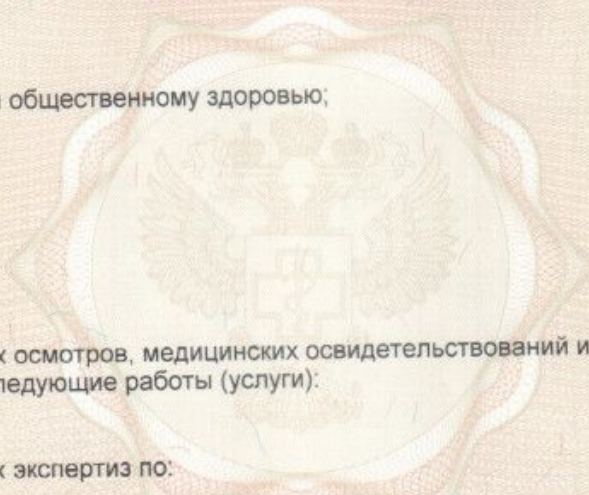 общественному здоровью;
осмотров, медицинских освидетельствований и
ледующие работы (услуги):
х экспертиз по: